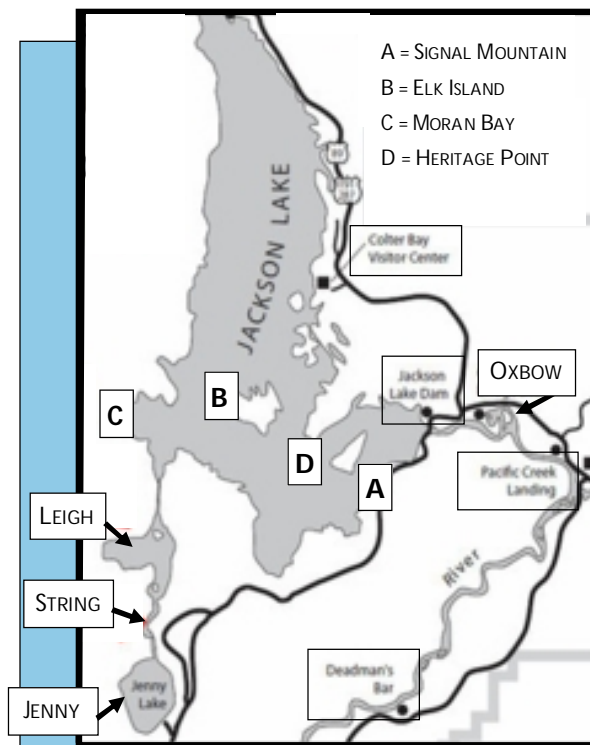 A = SIGNAL MOUNTAIN
B = ELK ISLAND
C = MORAN BAY
D = HERITAGE POINT
89
287
JACKSON LAKE
Colter Bay
Visitor Center
OXBOW
Jackson
Lake Dam
B
C
D
A
Pacific Creek
Landing
LEIGH
River
STRING
Deadman's
Bar
Jenny
Lake
JENNY